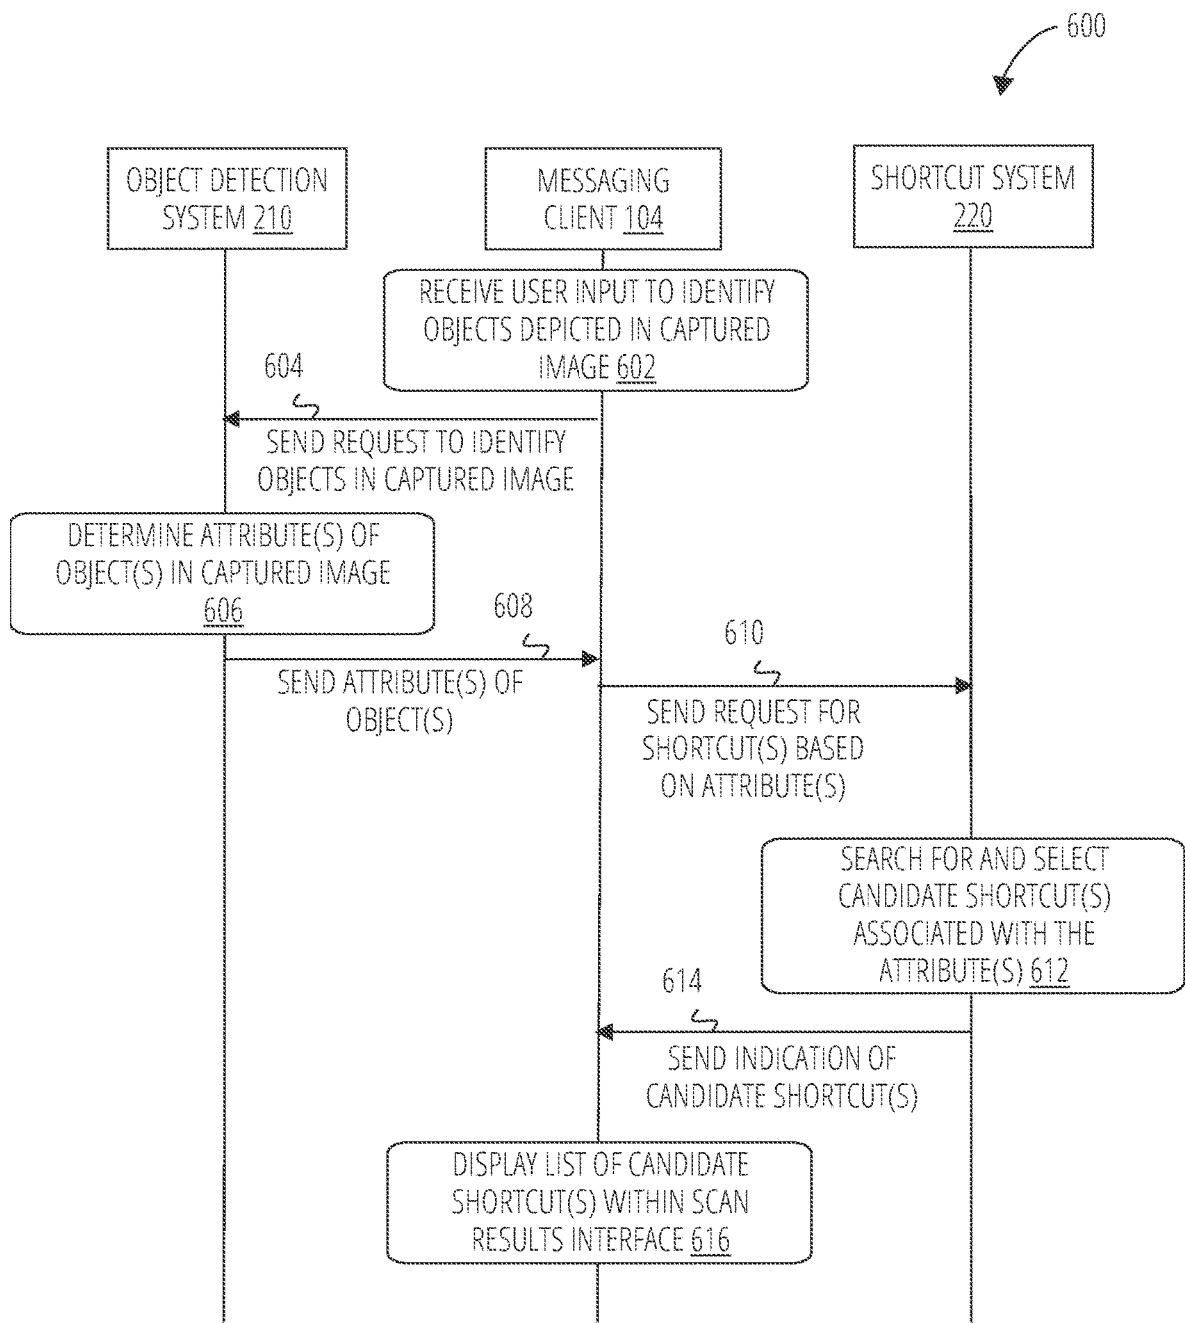 600
OBJECT DETECTION
SYSTEM 210
MESSAGING
CLIENT 104
SHORTCUT SYSTEM
220
RECEIVE USER INPUT TO IDENTIFY
OBJECTS DEPICTED IN CAPTURED
IMAGE 602
604
SEND REQUEST TO IDENTIFY
OBJECTS IN CAPTURED IMAGE
DETERMINE ATTRIBUTE(S) OF
OBJECT(S) IN CAPTURED IMAGE
606
608
SEND ATTRIBUTE(S) OF
OBJECT(S)
610
SEND REQUEST FOR
SHORTCUT(S) BASED
ON ATTRIBUTE(S)
SEARCH FOR AND SELECT
CANDIDATE SHORTCUT(S)
ASSOCIATED WITH THE
ATTRIBUTE(S) 612
614
SEND INDICATION OF
CANDIDATE SHORTCUT(S)
DISPLAY LIST OF CANDIDATE
SHORTCUT(S) WITHIN SCAN
RESULTS INTERFACE 616